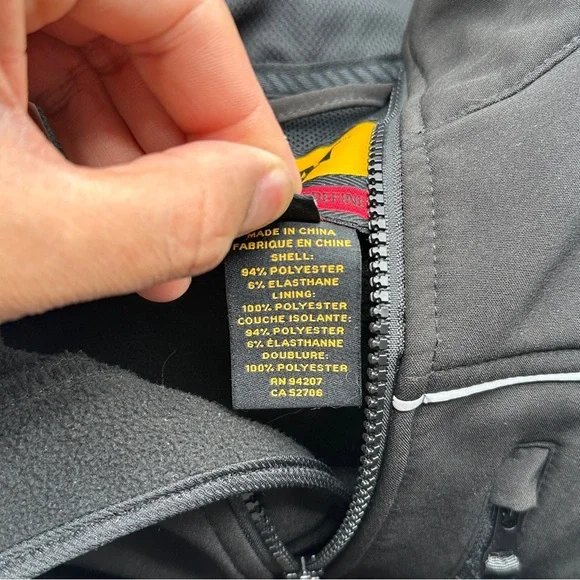 MADE IN CHINA
FABRIQUE EN CHINE
SHELL:
94% POLYESTER
6% ELASTHANE
LINING:
100% POLYESTER
COUCHE ISOLANTE:
94% POLYESTER
6% ÉLASTHANNE
DOUBLURE:
100% POLYESTER
RN 94207
CA 52706